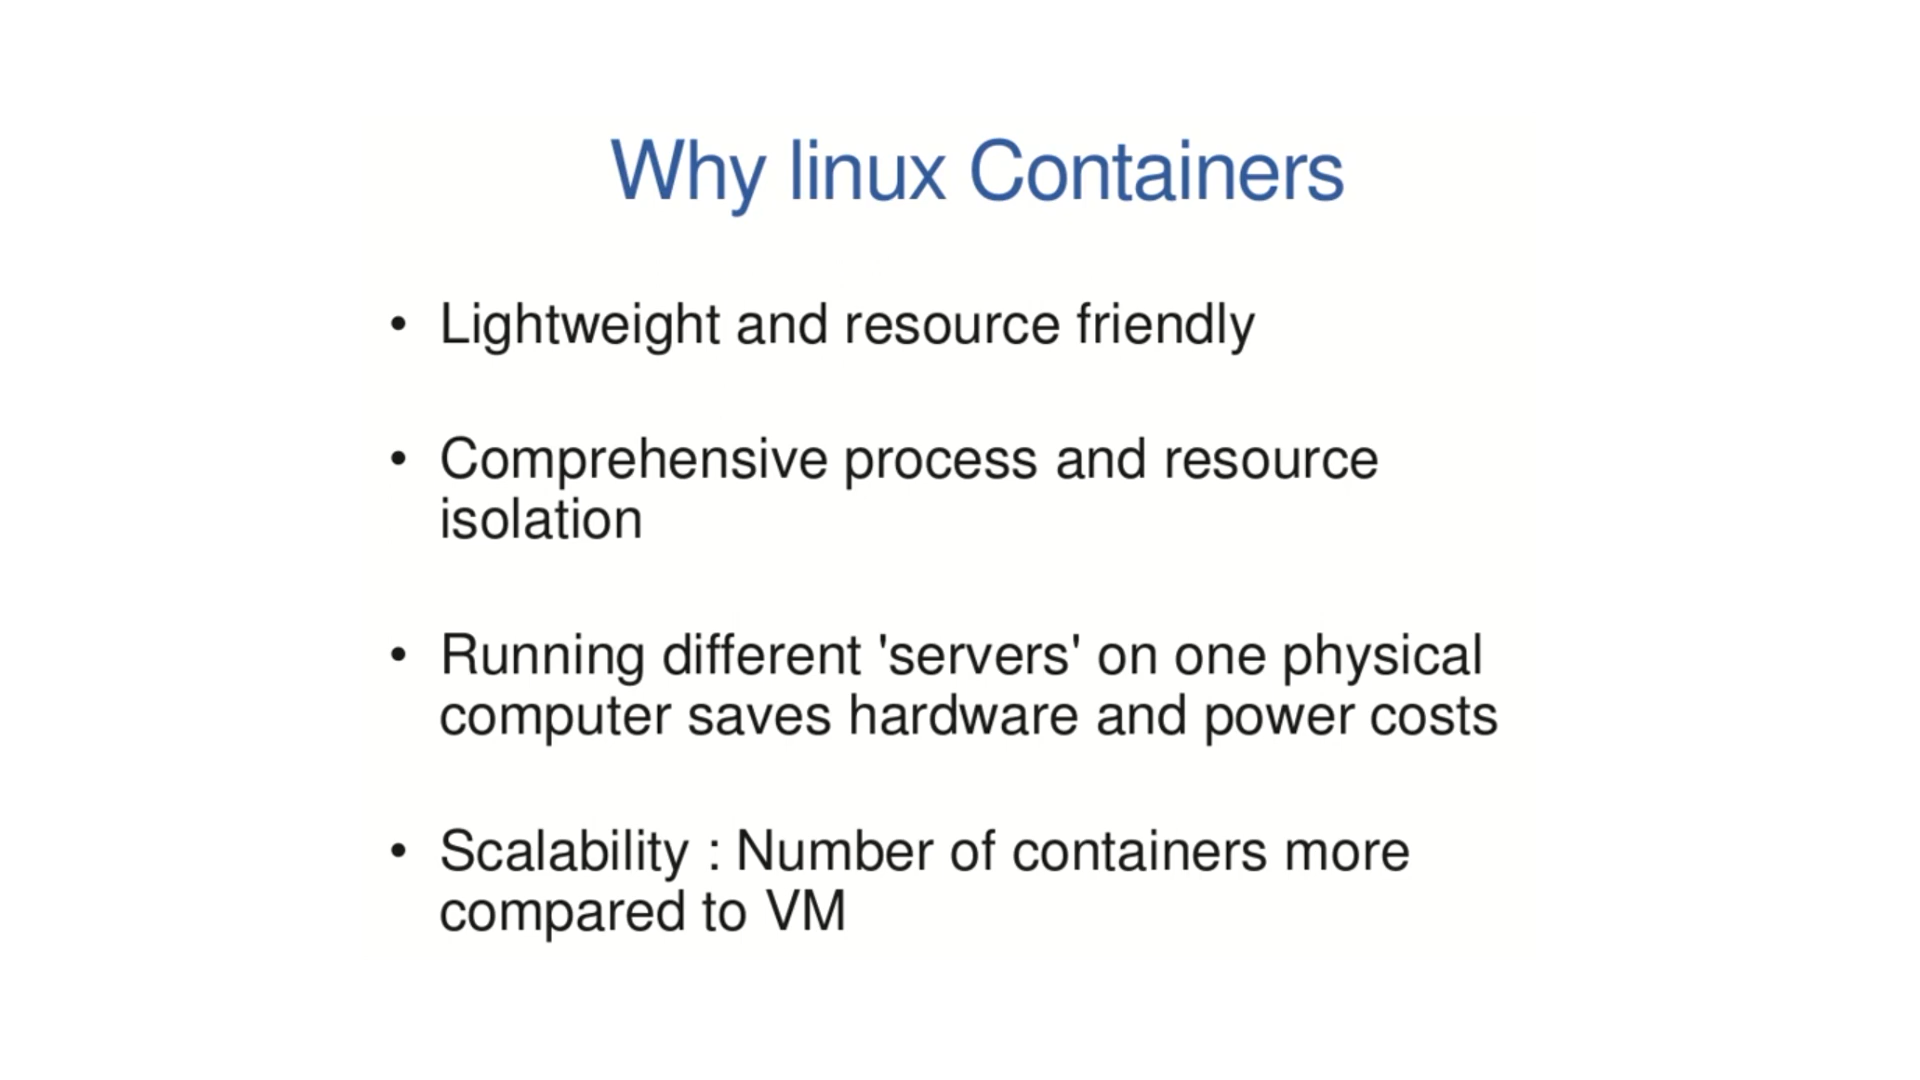 Why linux Containers
• Lightweight and resource friendly
• Comprehensive process and resource
isolation
• Running different 'servers' on one physical
computer saves hardware and power costs
• Scalability : Number of containers more
compared to VM